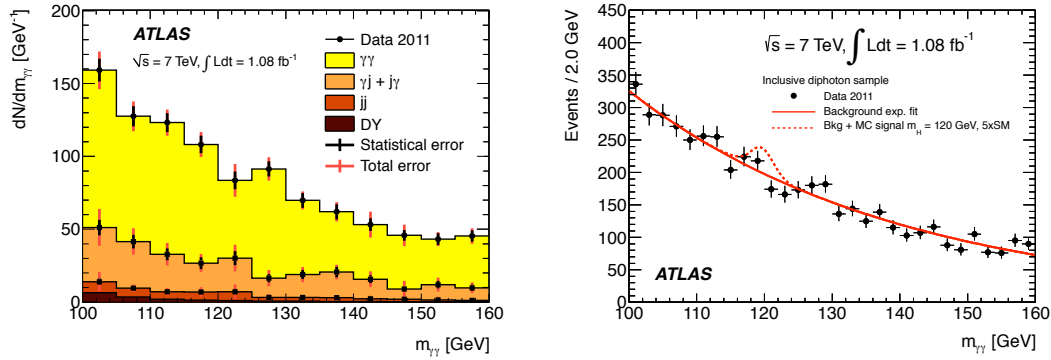 dN/dmγγ [GeV⁻¹]
ATLAS
√s = 7 TeV, ∫ Ldt = 1.08 fb⁻¹
Data 2011
γγ
γj + jγ
jj
DY
Statistical error
Total error
200
150
100
50
0
100 110 120 130 140 150 160
mγγ [GeV]
Events / 2.0 GeV
√s = 7 TeV, ∫ Ldt = 1.08 fb⁻¹
Inclusive diphoton sample
Data 2011
Background exp. fit
Bkg + MC signal m_H = 120 GeV, 5xSM
ATLAS
400
350
300
250
200
150
100
50
0
100 110 120 130 140 150 160
mγγ [GeV]